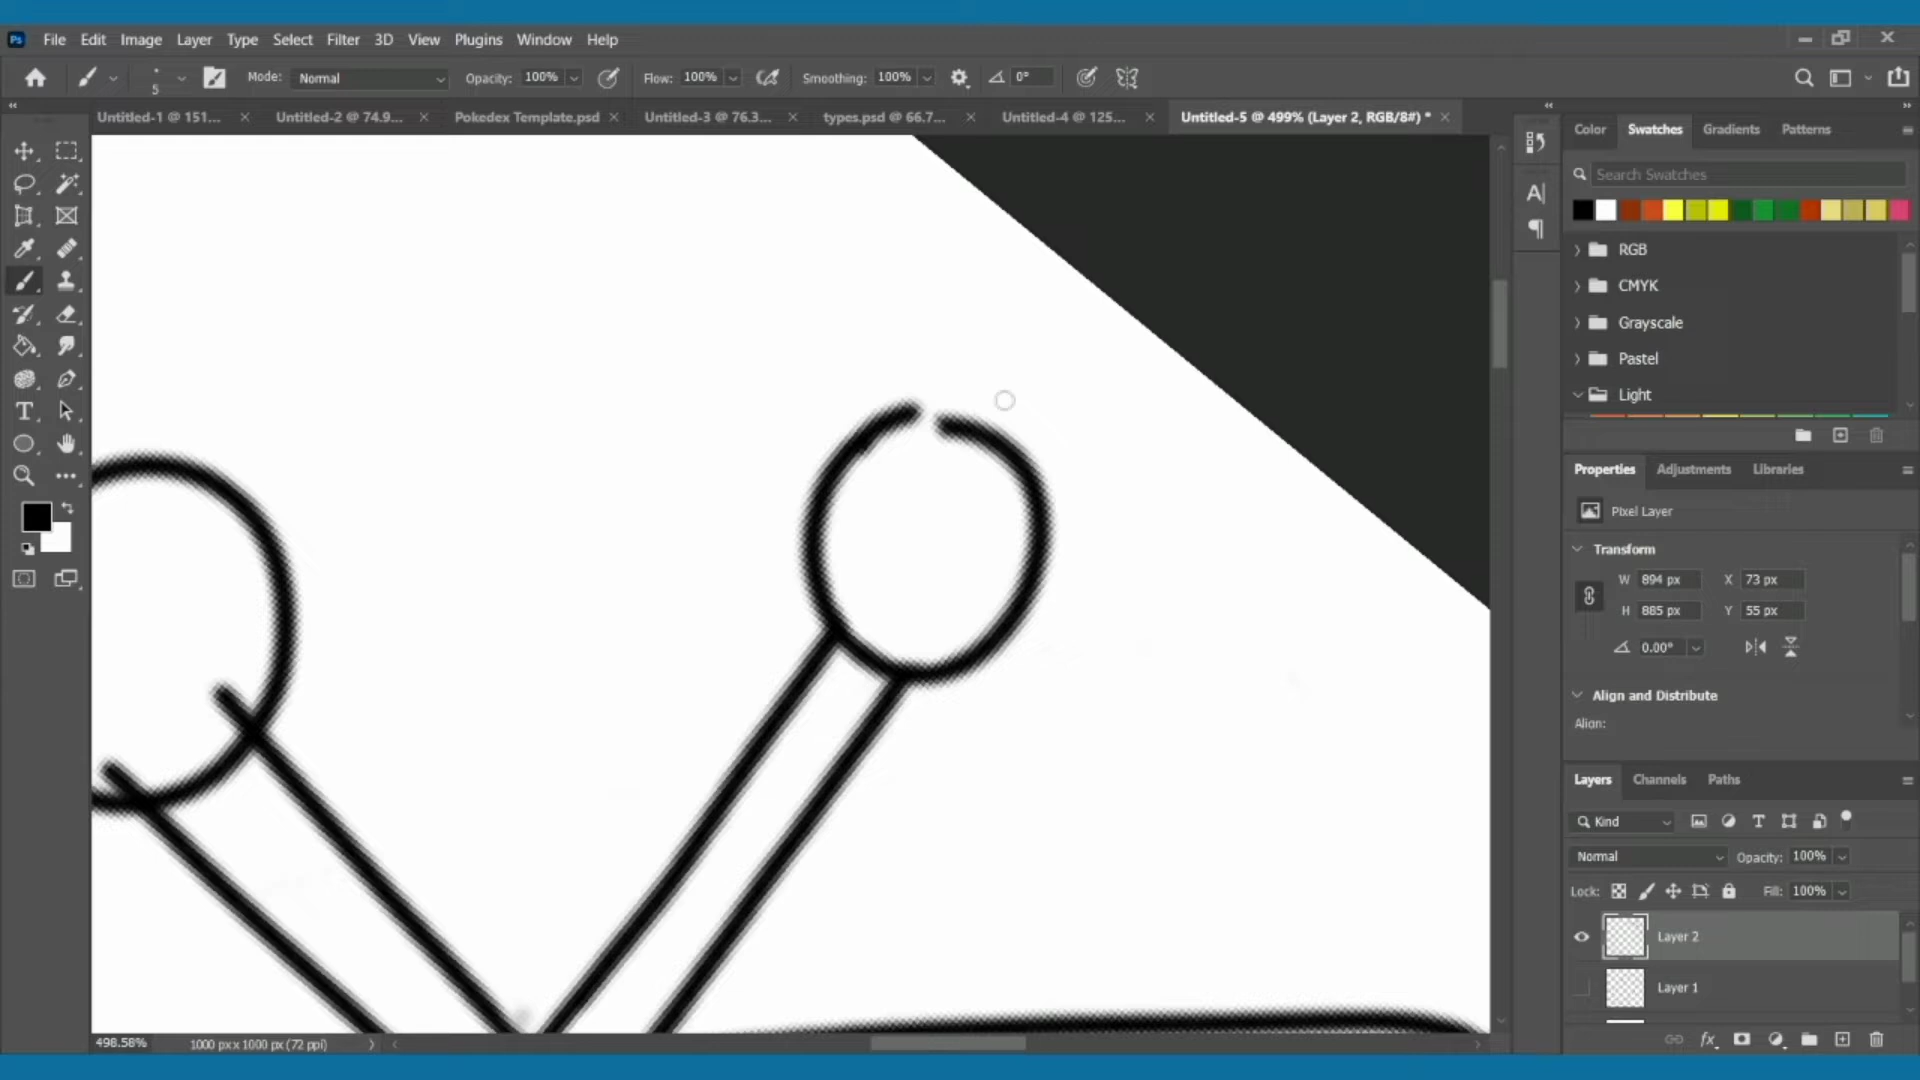 Ps File Edit Image Layer Type Select Filter 3D View Plugins Window Help
5 Mode: Normal Opacity: 100% Flow: 100% Smoothing: 100% 0°
Untitled-1 @ 151... Untitled-2 @ 74.9... Pokedex Template.psd Untitled-3 @ 76.3... types.psd @ 66.7... Untitled-4 @ 125... Untitled-5 @ 499% (Layer 2, RGB/8#) *
Color Swatches Gradients Patterns
Search Swatches
RGB
CMYK
Grayscale
Pastel
Light
Properties Adjustments Libraries
Pixel Layer
Transform
W 894 px X 73 px
H 885 px Y 55 px
0.00°
Align and Distribute
Align:
Layers Channels Paths
Kind
Normal Opacity: 100%
Lock: Fill: 100%
Layer 2
Layer 1
fx
498.58% 1000 px x 1000 px (72 ppi)